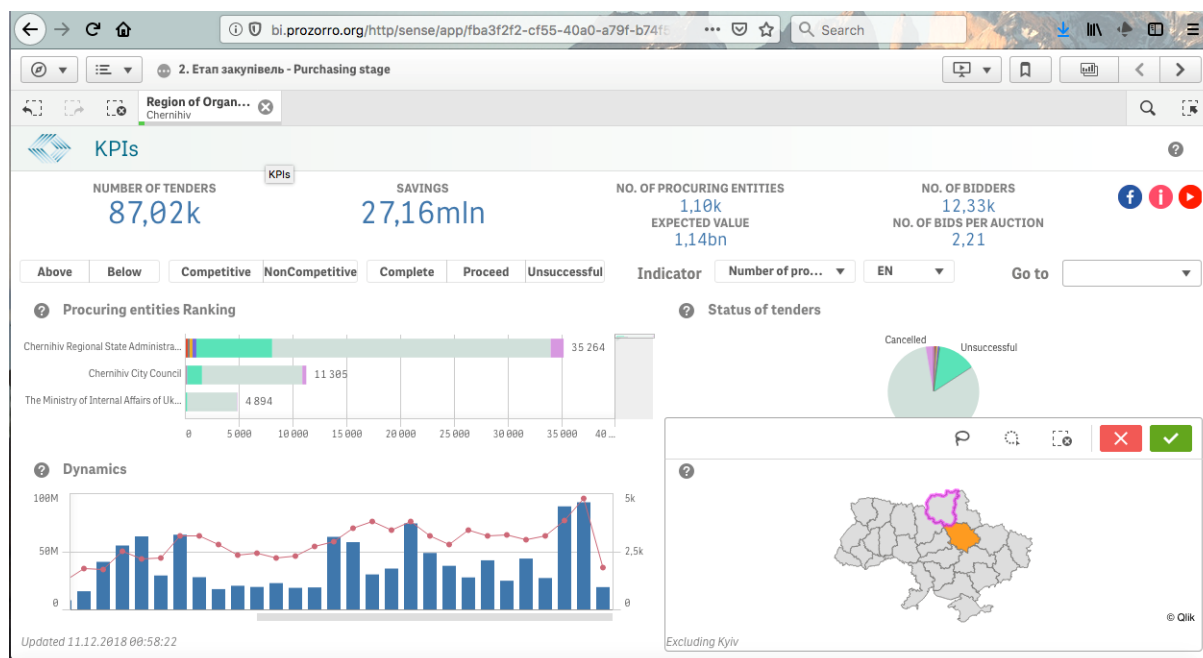 bi.prozorro.org/http/sense/app/fba3f2f2-cf55-40a0-a79f-b74f5
Search
2. Етап закупівель - Purchasing stage
Region of Organ...
Chernihiv
KPIs
KPIs
NUMBER OF TENDERS
87,02k
SAVINGS
27,16mln
NO. OF PROCURING ENTITIES
1,10k
EXPECTED VALUE
1,14bn
NO. OF BIDDERS
12,33k
NO. OF BIDS PER AUCTION
2,21
Above Below Competitive NonCompetitive Complete Proceed Unsuccessful Indicator Number of pro... EN Go to
Procuring entities Ranking
Chernihiv Regional State Administra... 35 264
Chernihiv City Council 11 305
The Ministry of Internal Affairs of Uk... 4 894
0 5 000 10 000 15 000 20 000 25 000 30 000 35 000 40 ...
Status of tenders
Cancelled
Unsuccessful
Dynamics
100M 5k
50M 2,5k
0 0
Updated 11.12.2018 00:58:22
© Qlik
Excluding Kyiv